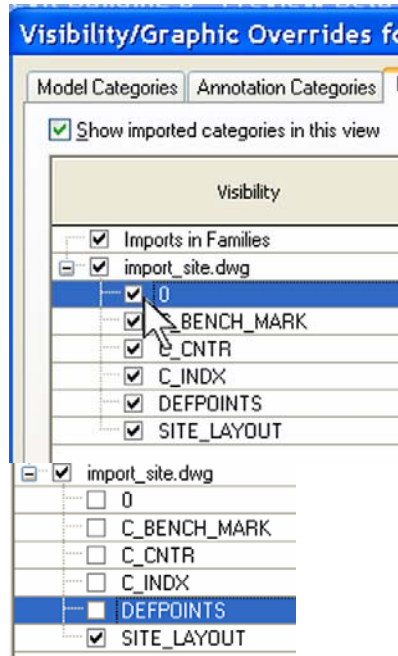 Visibility/Graphic Overrides fo
Model Categories Annotation Categories
Show imported categories in this view
Visibility
Imports in Families
import_site.dwg
0
_BENCH_MARK
C_CNTR
C_INDX
DEFPOINTS
SITE_LAYOUT
import_site.dwg
0
C_BENCH_MARK
C_CNTR
C_INDX
DEFPOINTS
SITE_LAYOUT